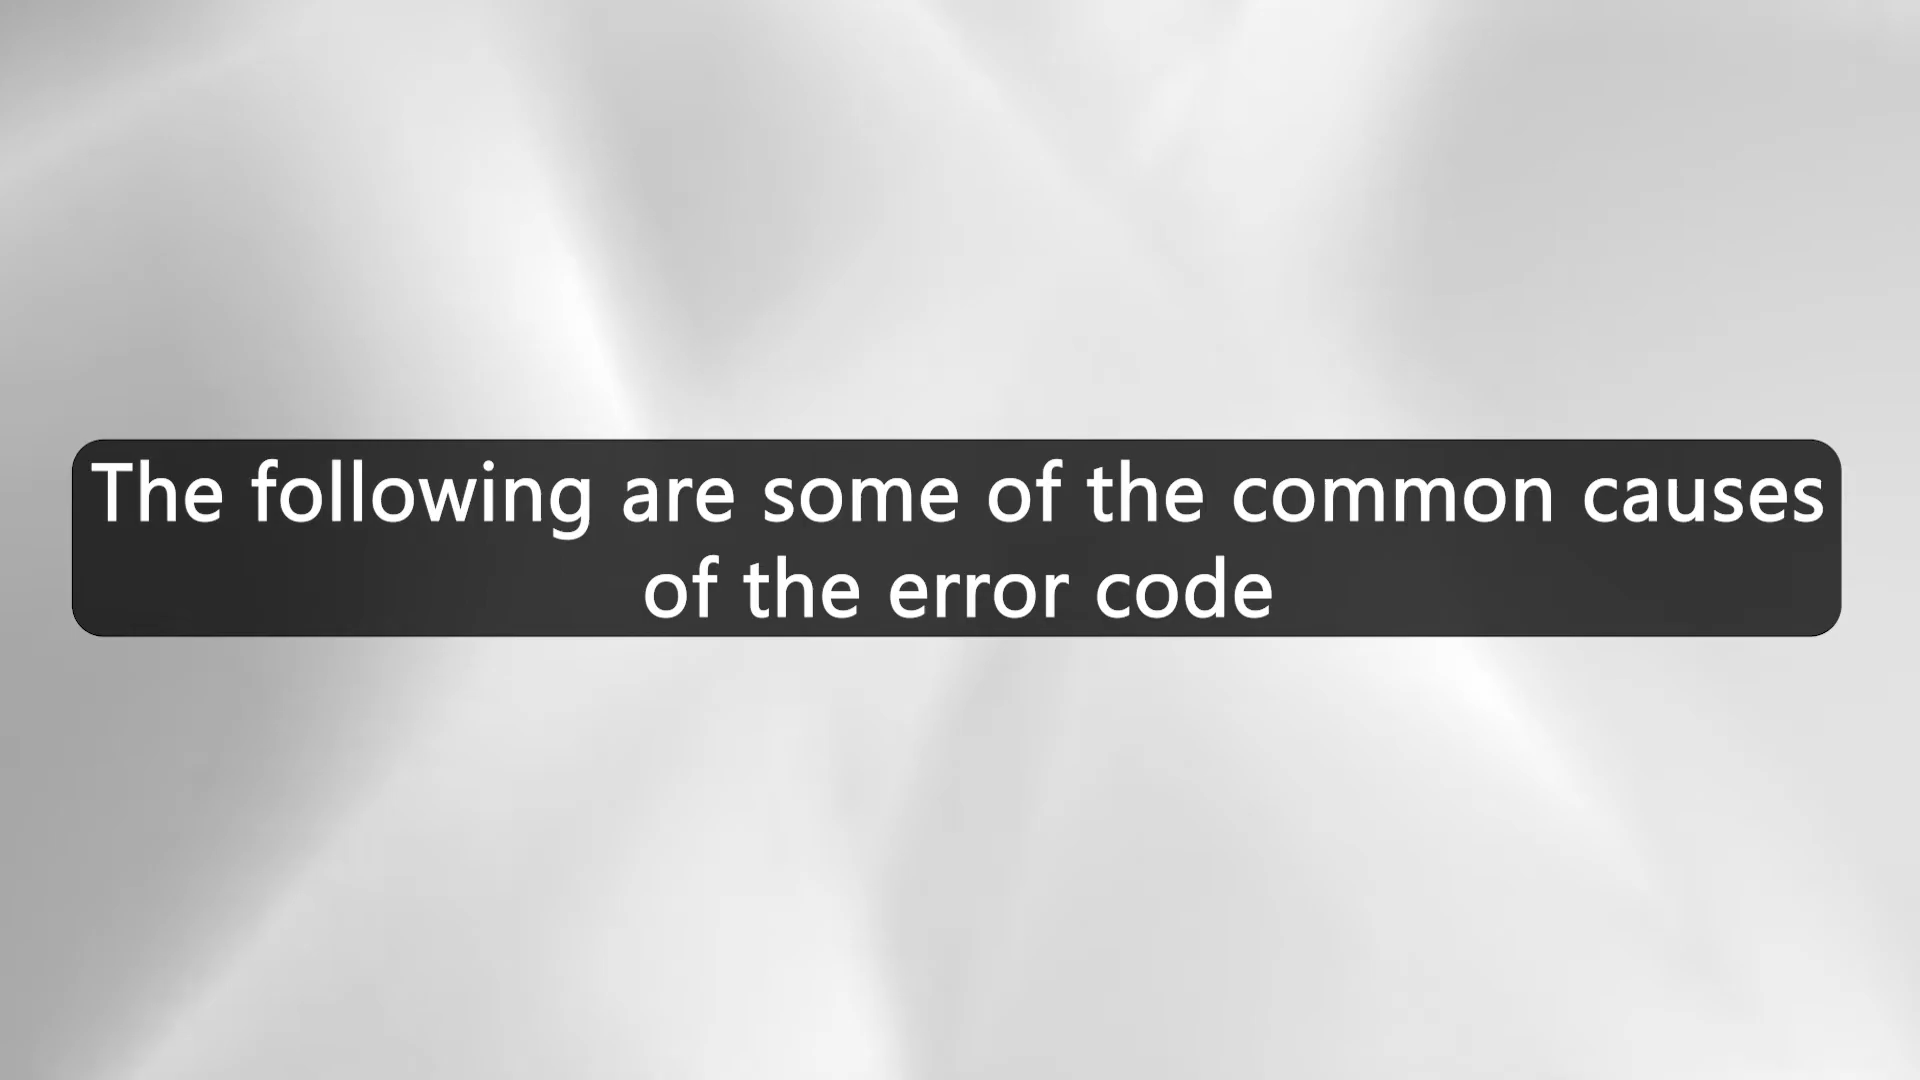 The following are some of the common causes
of the error code